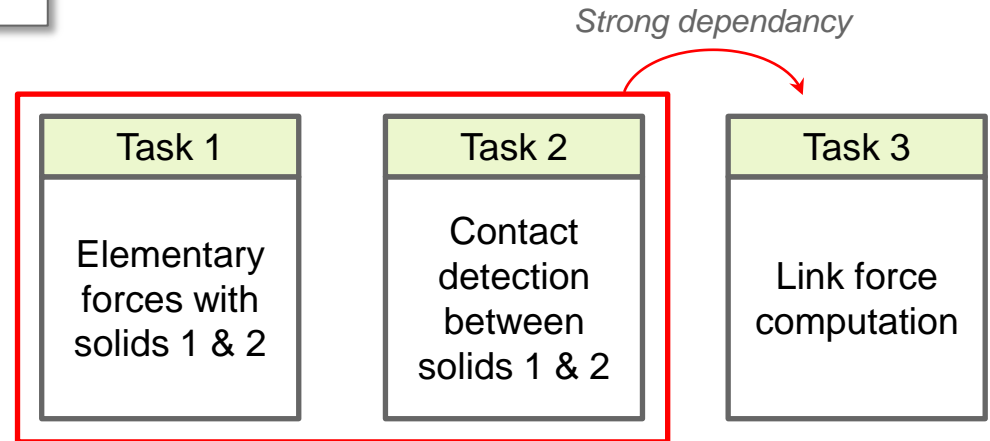 Strong dependancy
Task 1
Task 2
Task 3
Elementary
forces with
solids 1 & 2
Contact
detection
between
solids 1 & 2
Link force
computation